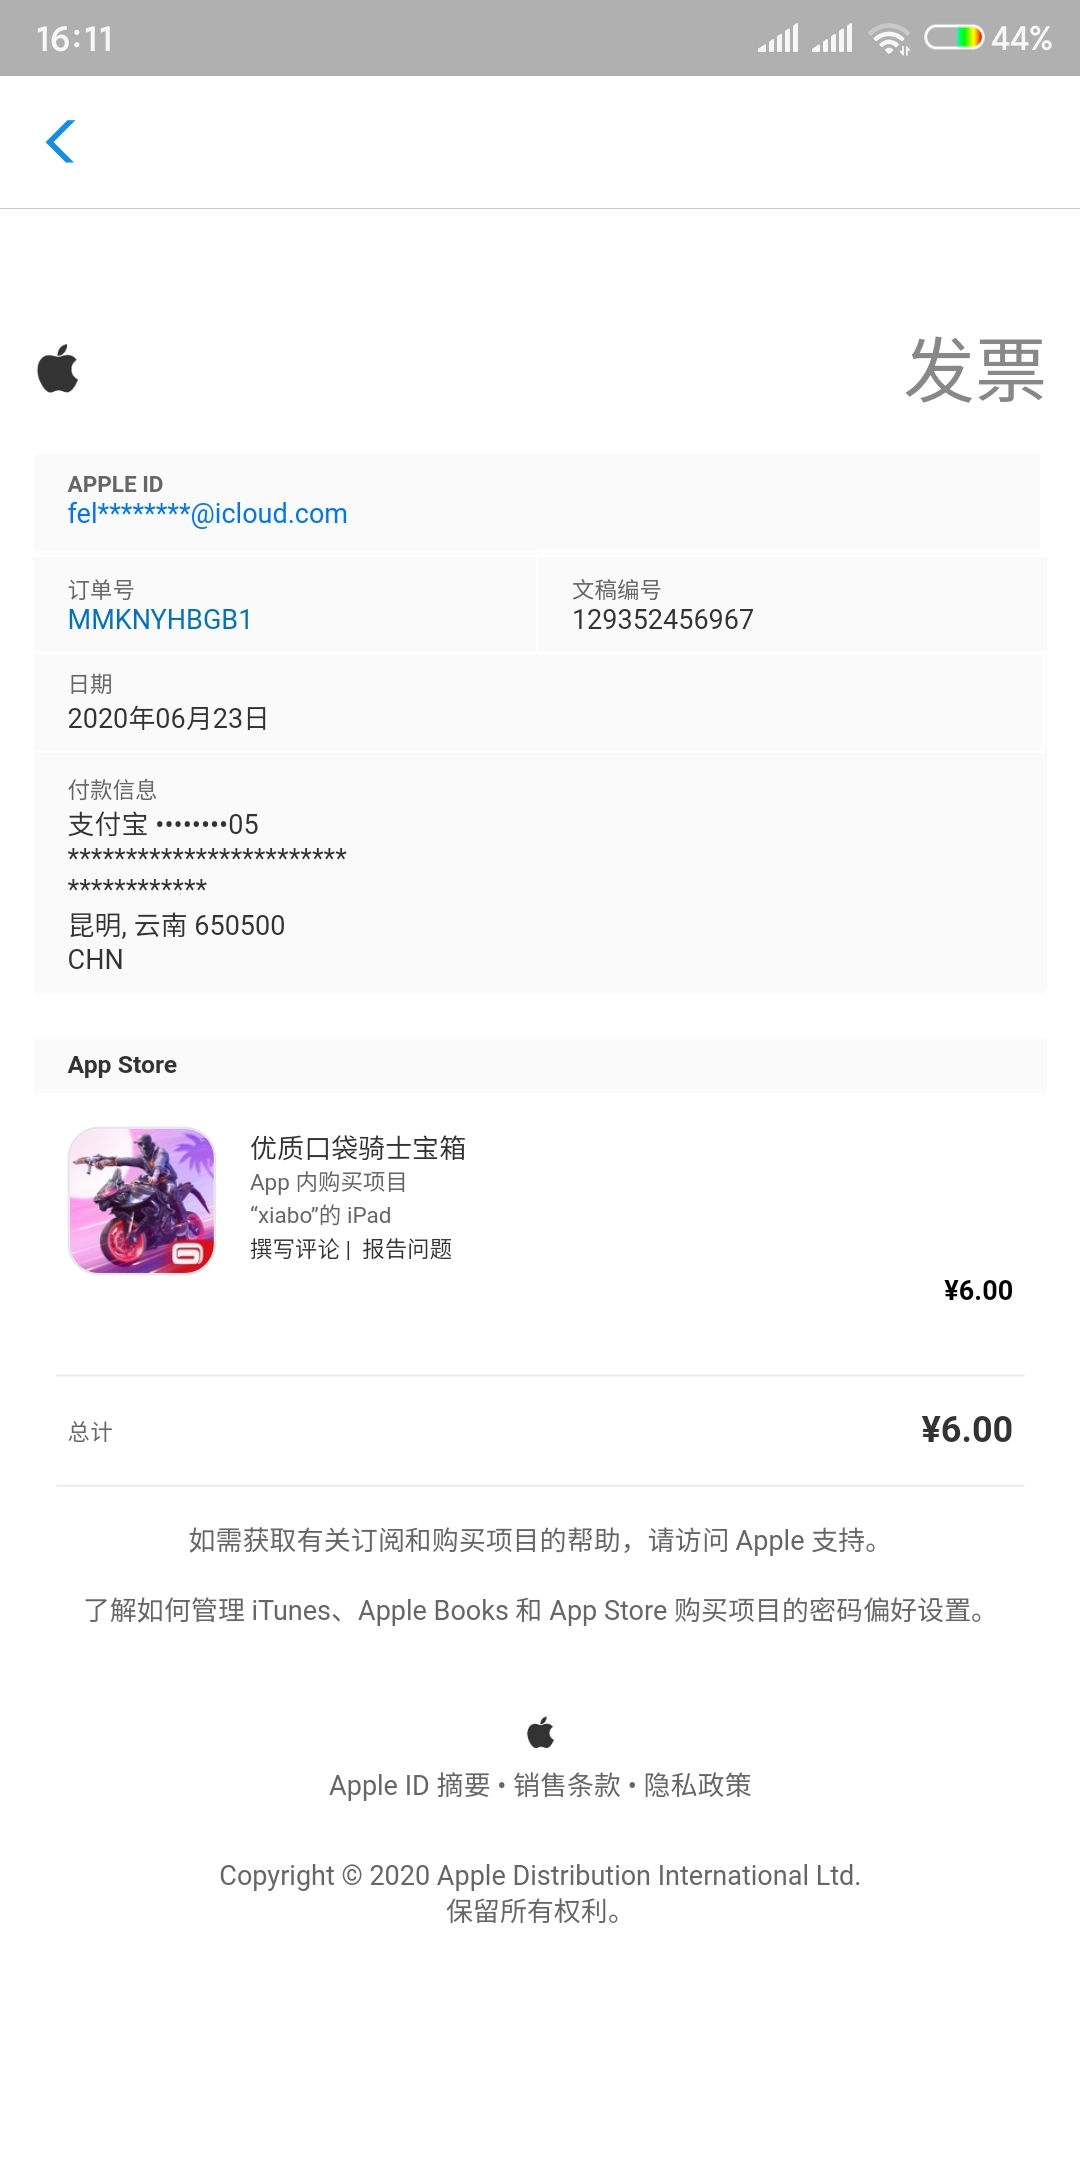 16:11
44%
发票
APPLE ID
fel********@icloud.com
订单号
MMKNYHBGB1
文稿编号
129352456967
日期
2020年06月23日
付款信息
支付宝 ••••••••05
************************
************
昆明, 云南 650500
CHN
App Store
优质口袋骑士宝箱
App 内购买项目
“xiabo”的 iPad
撰写评论 | 报告问题
¥6.00
总计
¥6.00
如需获取有关订阅和购买项目的帮助，请访问 Apple 支持。
了解如何管理 iTunes、Apple Books 和 App Store 购买项目的密码偏好设置。
Apple ID 摘要 • 销售条款 • 隐私政策
Copyright © 2020 Apple Distribution International Ltd.
保留所有权利。